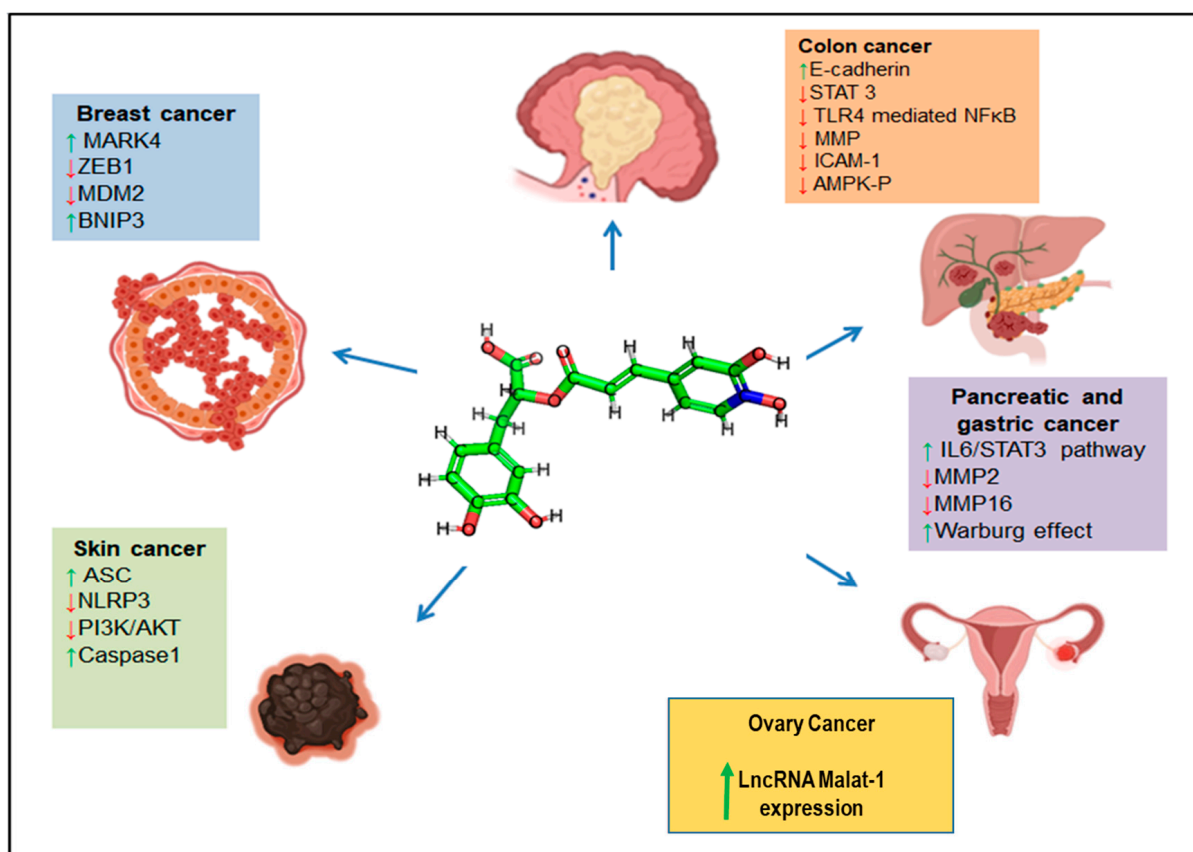 Breast cancer
↑ MARK4
↓ZEB1
↓MDM2
↑BNIP3
Colon cancer
↑E-cadherin
↓STAT 3
↓ TLR4 mediated NFκB
↓ MMP
↓ ICAM-1
↓ AMPK-P
H
O
C
O
H
C
H
C
H
O
C
O
C
H
C
H
C
C
H
C
C
O
H
N
O
H
C
H
C
H
Pancreatic and
gastric cancer
↑ IL6/STAT3 pathway
↓MMP2
↓MMP16
↑Warburg effect
H
C
C
C
H
H
C
C
C
O
H
H
O
Skin cancer
↑ ASC
↓NLRP3
↓PI3K/AKT
↑Caspase1
Ovary Cancer
↑ LncRNA Malat-1
expression